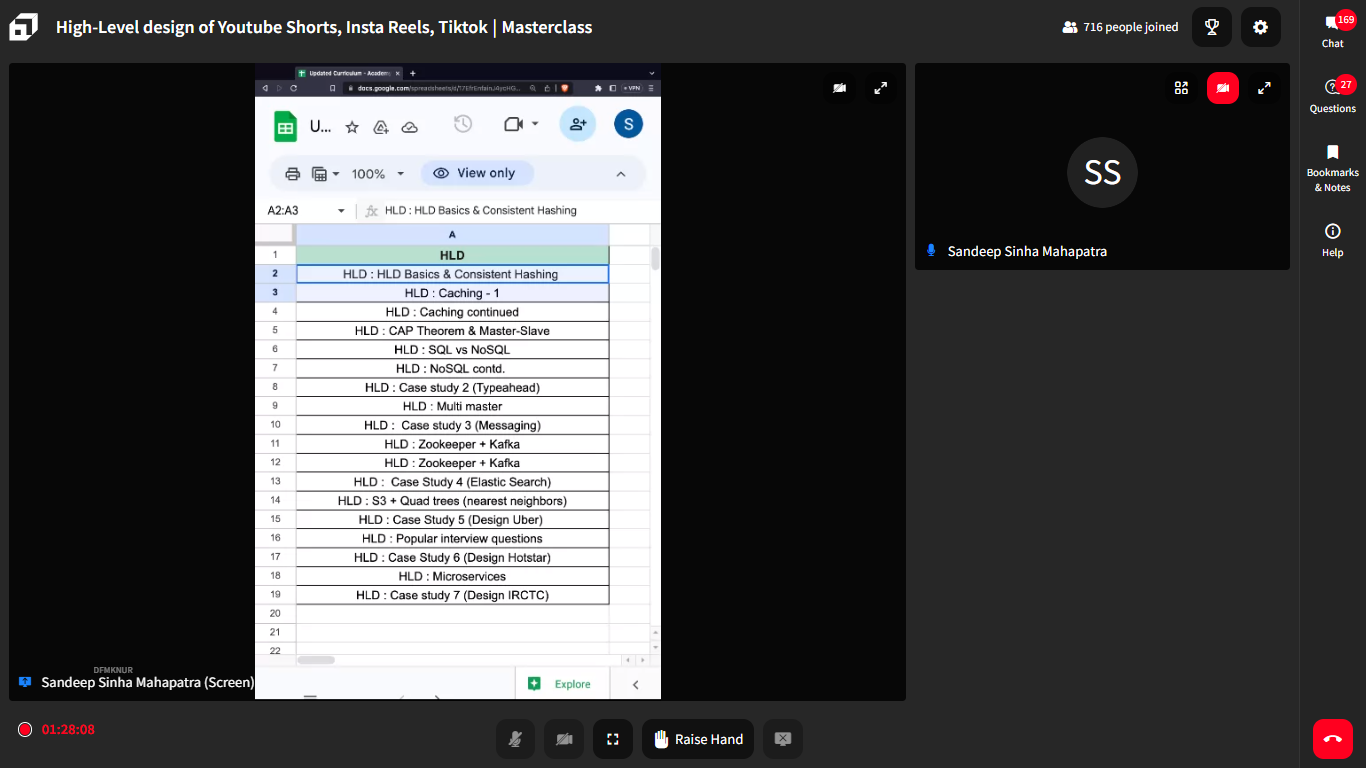 High-Level design of Youtube Shorts, Insta Reels, Tiktok | Masterclass
716 people joined
169
Chat
27
Questions
Bookmarks
& Notes
Help
Updated Curriculum - Academy
U...
S
100%
View only
A2:A3
fx HLD : HLD Basics & Consistent Hashing
A
1 HLD
2 HLD : HLD Basics & Consistent Hashing
3 HLD : Caching - 1
4 HLD : Caching continued
5 HLD : CAP Theorem & Master-Slave
6 HLD : SQL vs NoSQL
7 HLD : NoSQL contd.
8 HLD : Case study 2 (Typeahead)
9 HLD : Multi master
10 HLD : Case study 3 (Messaging)
11 HLD : Zookeeper + Kafka
12 HLD : Zookeeper + Kafka
13 HLD : Case Study 4 (Elastic Search)
14 HLD : S3 + Quad trees (nearest neighbors)
15 HLD : Case Study 5 (Design Uber)
16 HLD : Popular interview questions
17 HLD : Case Study 6 (Design Hotstar)
18 HLD : Microservices
19 HLD : Case study 7 (Design IRCTC)
20
21
22
Explore
DFMKNUR
Sandeep Sinha Mahapatra (Screen)
SS
Sandeep Sinha Mahapatra
01:28:08
Raise Hand